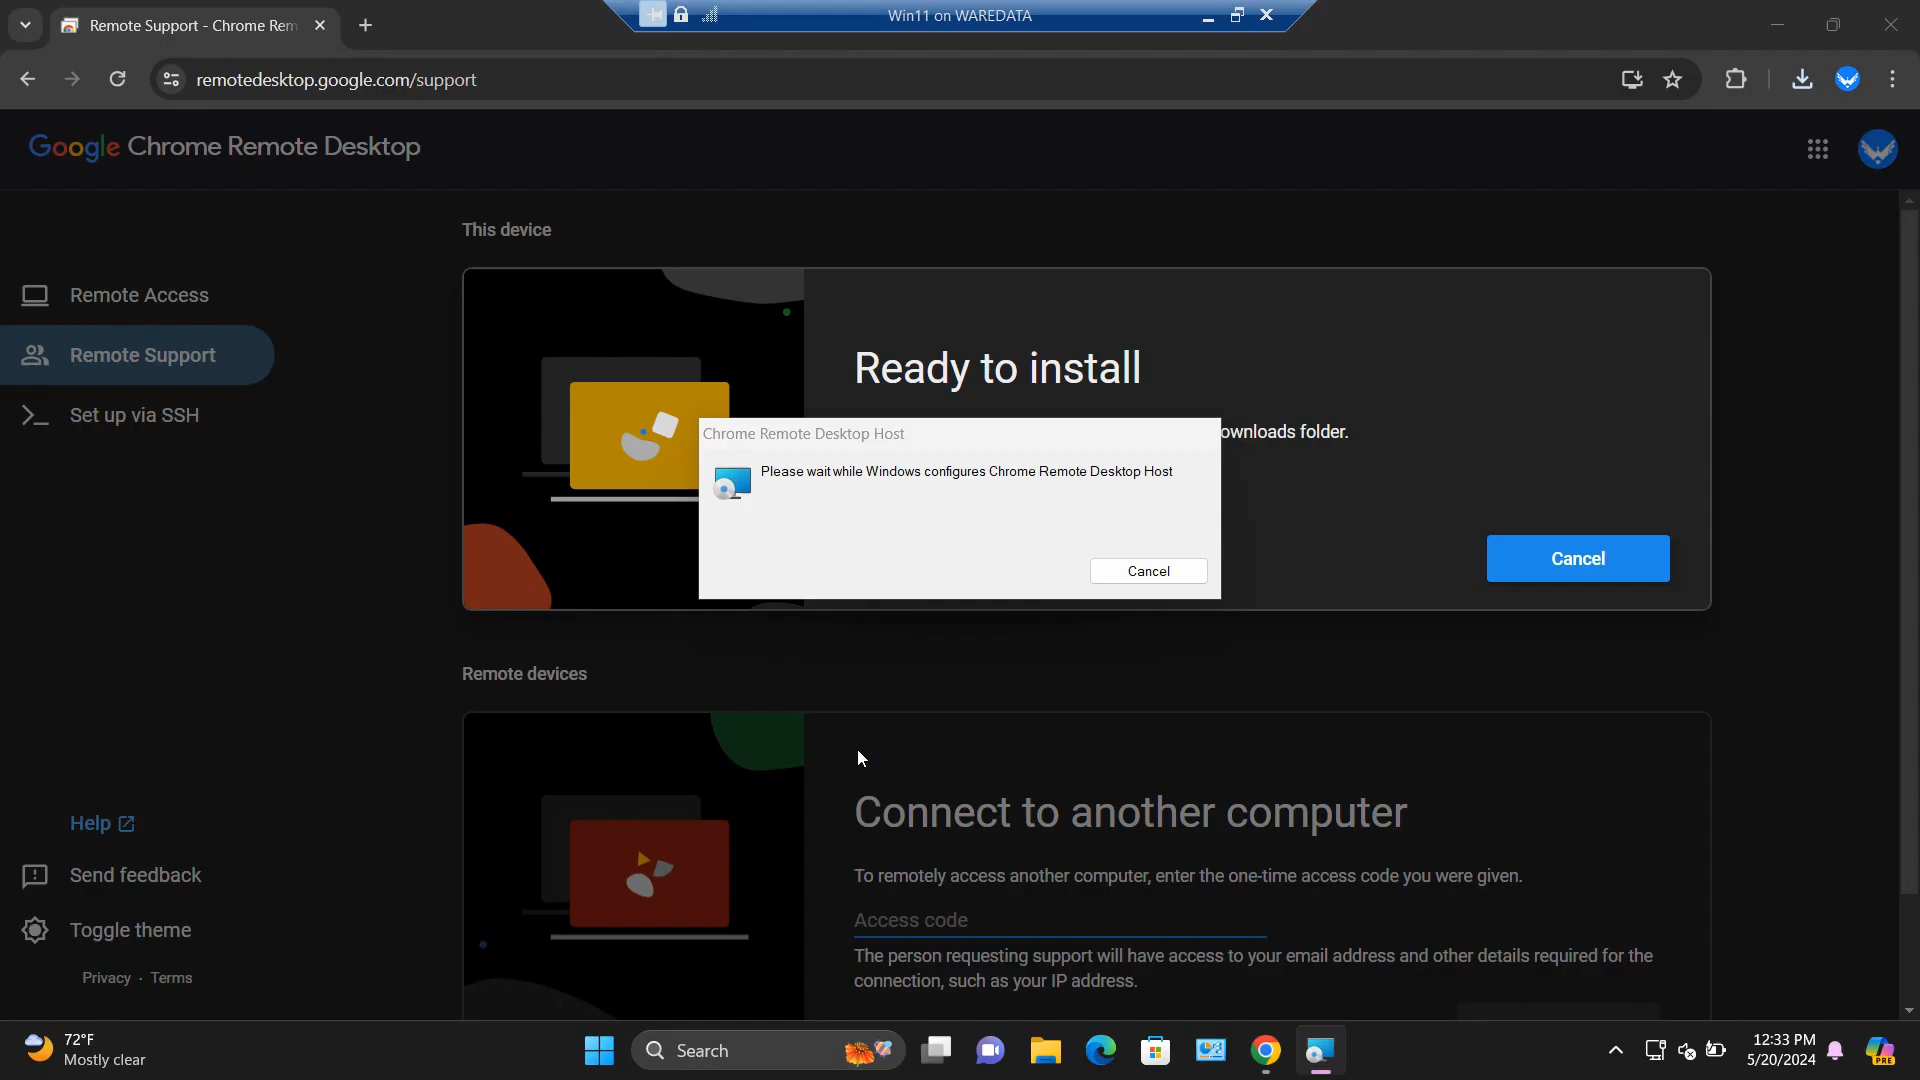 Remote Support - Chrome Rem
Win11 on WAREDATA
remotedesktop.google.com/support
Google Chrome Remote Desktop
This device
Remote Access
Remote Support
Set up via SSH
Ready to install
ownloads folder.
Chrome Remote Desktop Host
Please wait while Windows configures Chrome Remote Desktop Host
Cancel
Cancel
Remote devices
Connect to another computer
To remotely access another computer, enter the one-time access code you were given.
Access code
The person requesting support will have access to your email address and other details required for the
connection, such as your IP address.
Help
Send feedback
Toggle theme
Privacy · Terms
72°F
Mostly clear
Search
12:33 PM
5/20/2024
PRE